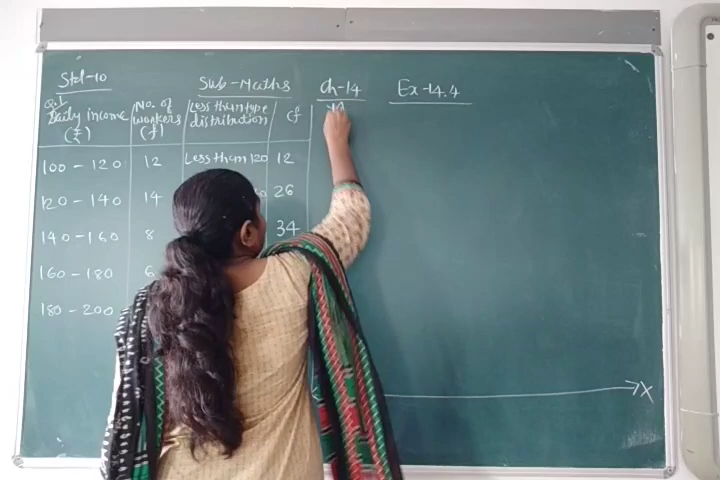 Std-10 Sub-Maths Ch-14 Ex-14.4
Q.1 Daily income (₹) No. of workers (f) Less than type distribution cf
100-120 12 Less than 120 12
120-140 14 26
140-160 8 34
160-180 6
180-200
X